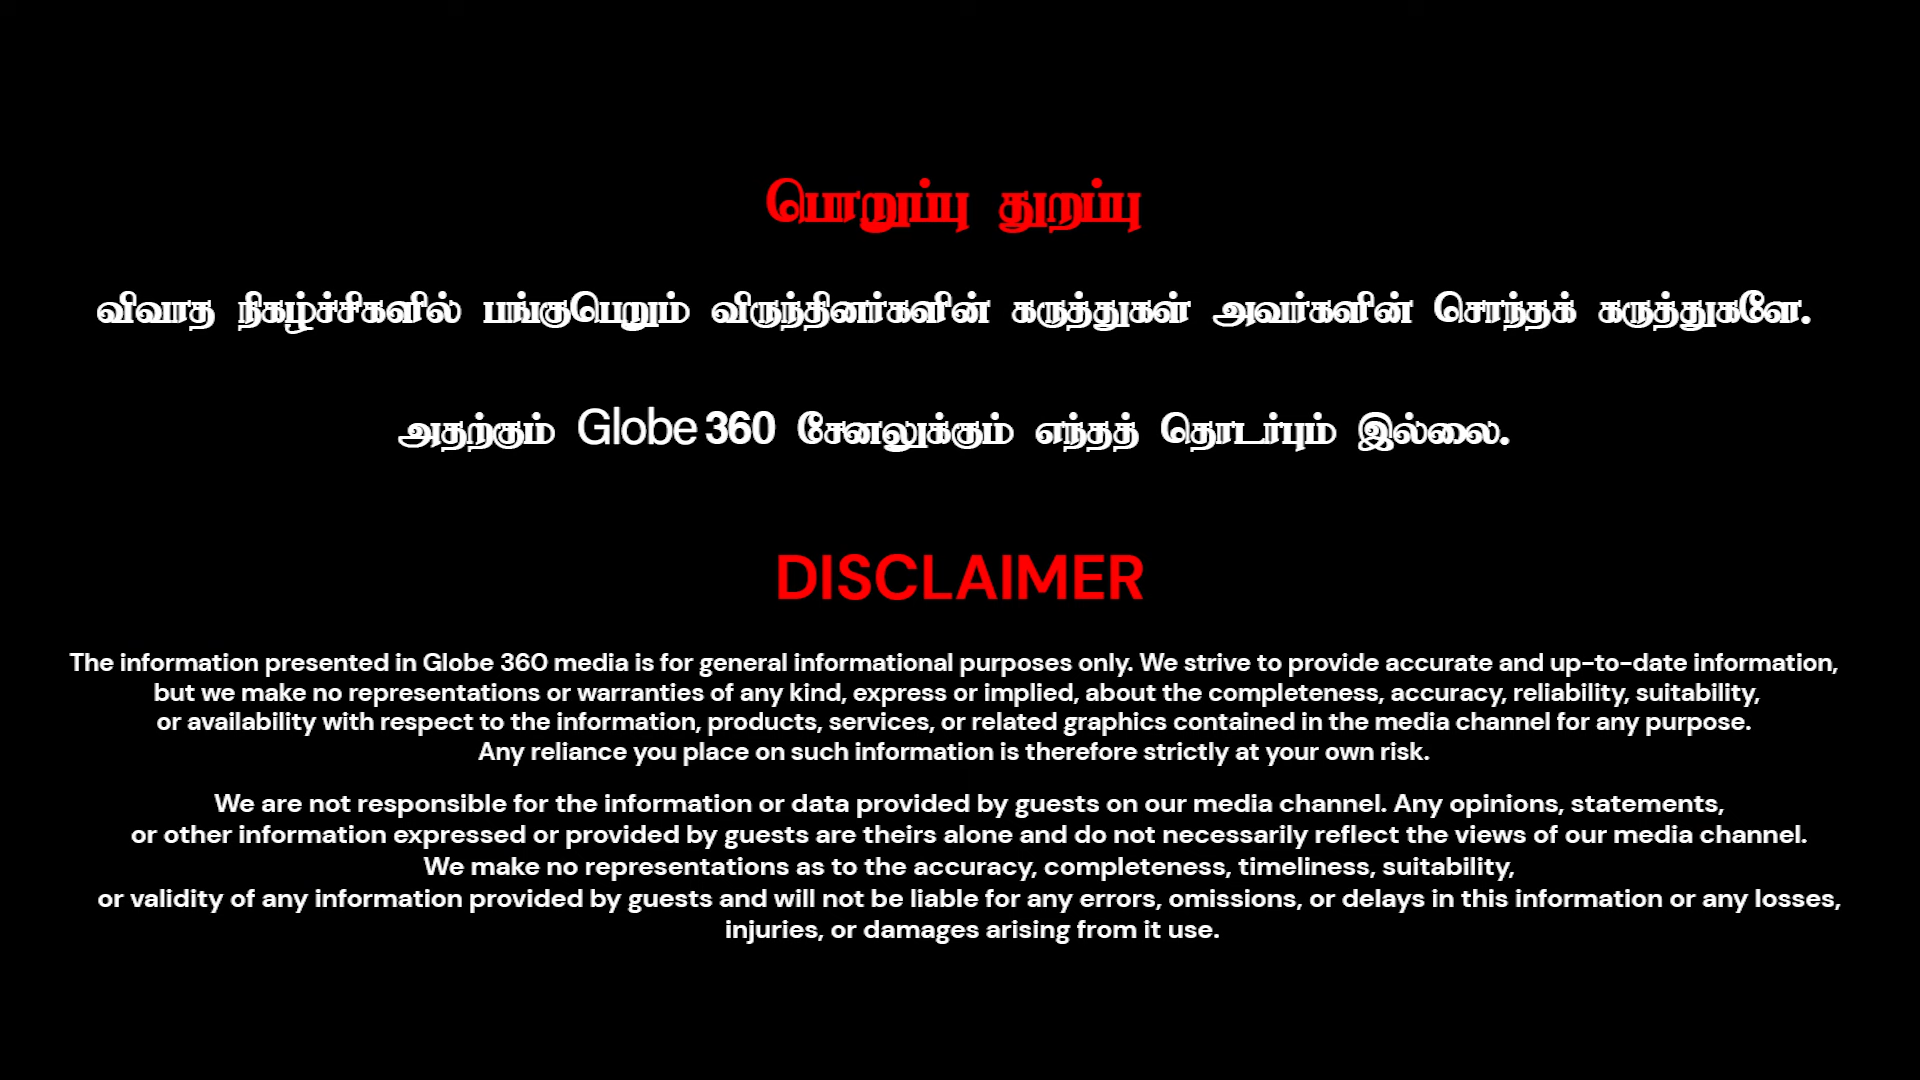 பொறுப்பு துறப்பு
விவாத நிகழ்ச்சிகளில் பங்குபெறும் விருந்தினர்களின் கருத்துகள் அவர்களின் சொந்தக் கருத்துகளே.
அதற்கும் Globe 360 சேனலுக்கும் எந்தத் தொடர்பும் இல்லை.
DISCLAIMER
The information presented in Globe 360 media is for general informational purposes only. We strive to provide accurate and up-to-date information,
but we make no representations or warranties of any kind, express or implied, about the completeness, accuracy, reliability, suitability,
or availability with respect to the information, products, services, or related graphics contained in the media channel for any purpose.
Any reliance you place on such information is therefore strictly at your own risk.
We are not responsible for the information or data provided by guests on our media channel. Any opinions, statements,
or other information expressed or provided by guests are theirs alone and do not necessarily reflect the views of our media channel.
We make no representations as to the accuracy, completeness, timeliness, suitability,
or validity of any information provided by guests and will not be liable for any errors, omissions, or delays in this information or any losses,
injuries, or damages arising from it use.